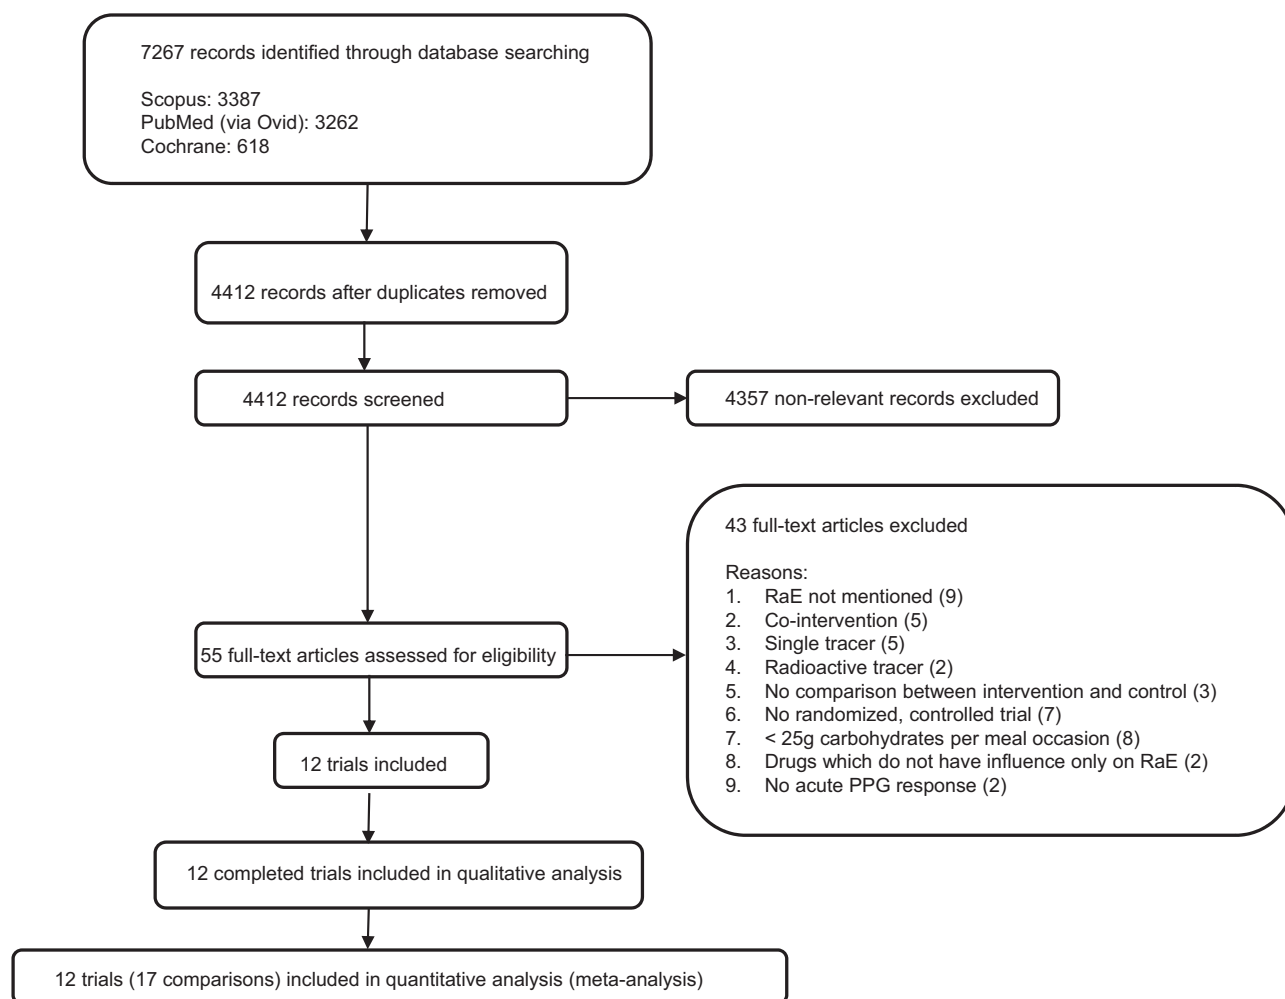 7267 records identified through database searching
Scopus: 3387
PubMed (via Ovid): 3262
Cochrane: 618
4412 records after duplicates removed
4412 records screened
4357 non-relevant records excluded
55 full-text articles assessed for eligibility
43 full-text articles excluded
Reasons:
1. RaE not mentioned (9)
2. Co-intervention (5)
3. Single tracer (5)
4. Radioactive tracer (2)
5. No comparison between intervention and control (3)
6. No randomized, controlled trial (7)
7. < 25g carbohydrates per meal occasion (8)
8. Drugs which do not have influence only on RaE (2)
9. No acute PPG response (2)
12 trials included
12 completed trials included in qualitative analysis
12 trials (17 comparisons) included in quantitative analysis (meta-analysis)